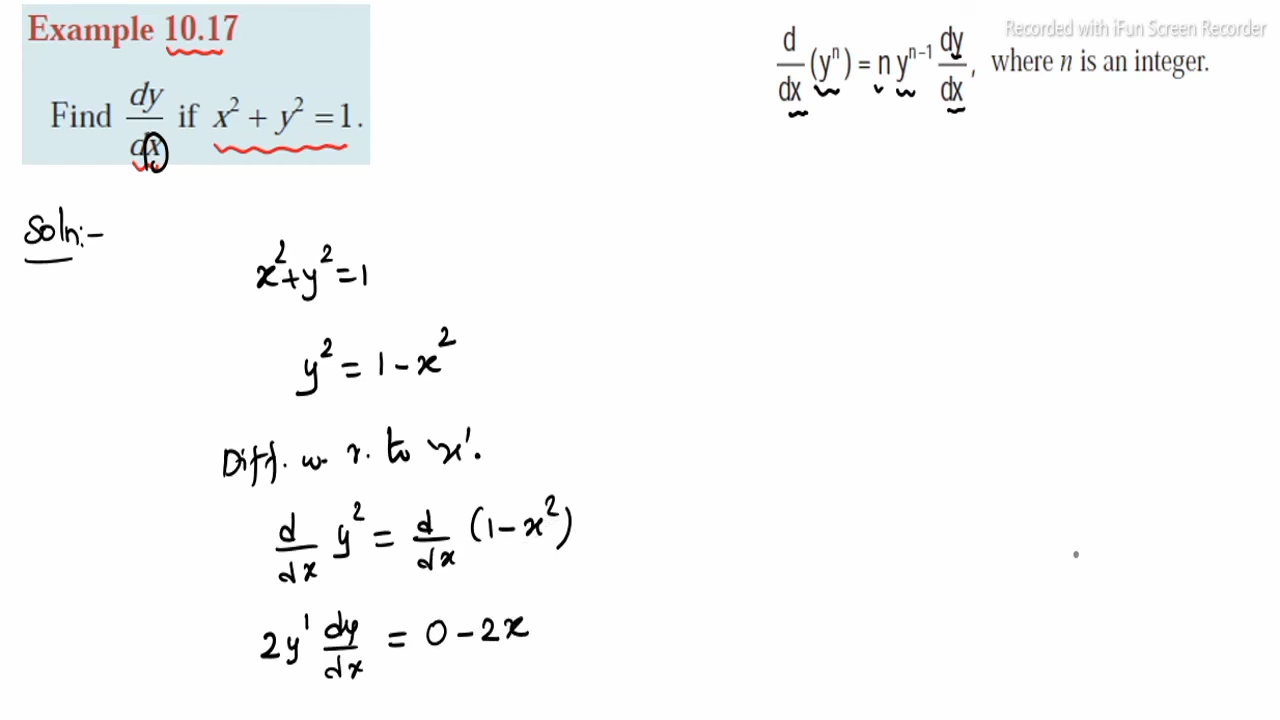 Example 10.17
Find dy/dx if x² + y² = 1.
d/dx (yⁿ) = n yⁿ⁻¹ dy/dx, where n is an integer.
Recorded with iFun Screen Recorder
Soln:-
x² + y² = 1
y² = 1 - x²
Diff. w. r. to 'x'.
d/dx y² = d/dx (1 - x²)
2y¹ dy/dx = 0 - 2x